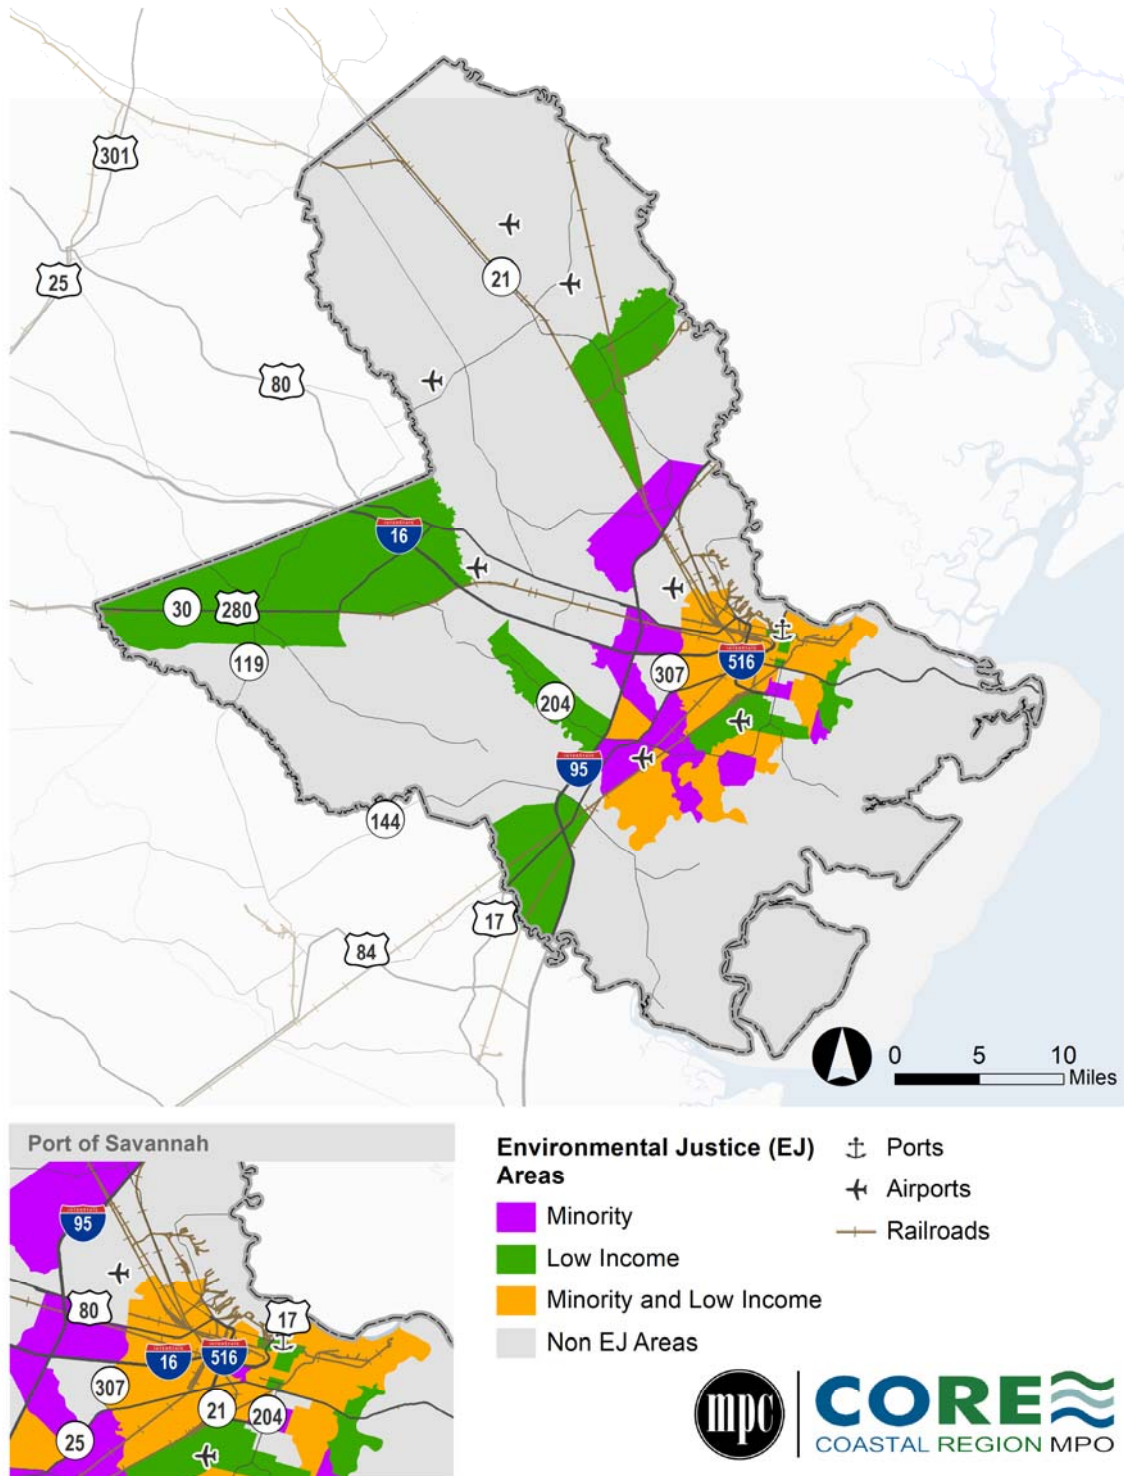 301
25
21
80
16
30
280
119
307
516
204
95
144
17
84
0 5 10
Miles
Port of Savannah
95
80
17
16
516
307
21
204
25
Environmental Justice (EJ)
Areas
Minority
Low Income
Minority and Low Income
Non EJ Areas
Ports
Airports
Railroads
mpc
CORE
COASTAL REGION MPO